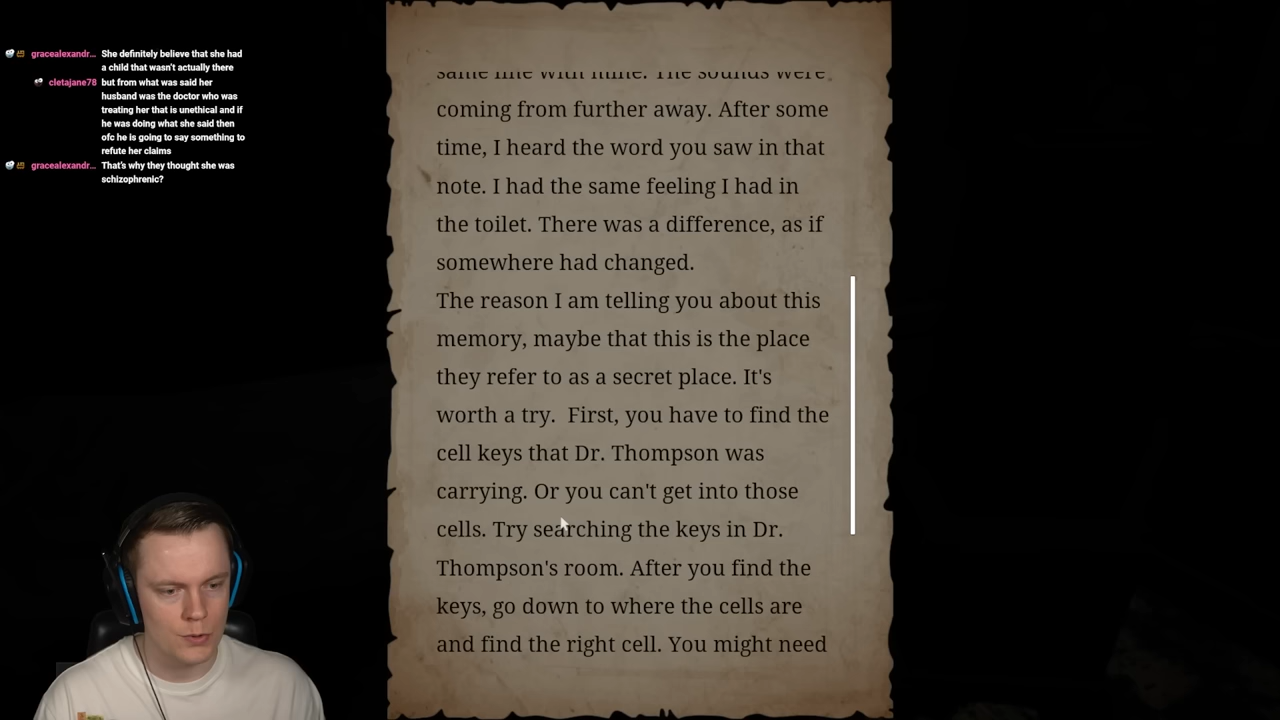 gracealexandr... She definitely believe that she had
a child that wasn't actually there
cletajane78 but from what was said her
husband was the doctor who was
treating her that is unethical and if
he was doing what she said then
ofc he is going to say something to
refute her claims
gracealexandr... That's why they thought she was
schizophrenic?
same line with mine. The sounds were
coming from further away. After some
time, I heard the word you saw in that
note. I had the same feeling I had in
the toilet. There was a difference, as if
somewhere had changed.
The reason I am telling you about this
memory, maybe that this is the place
they refer to as a secret place. It's
worth a try.  First, you have to find the
cell keys that Dr. Thompson was
carrying. Or you can't get into those
cells. Try searching the keys in Dr.
Thompson's room. After you find the
keys, go down to where the cells are
and find the right cell. You might need